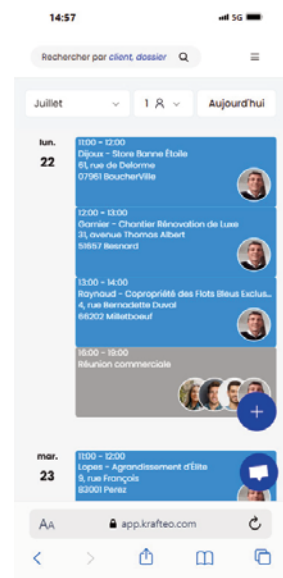 14:57
5G
Rechercher par client, dossier
Juillet
1
Aujourd'hui
lun.
22
11:00 - 12:00
Dijoux - Store Banne Étoile
61, rue de Delorme
07951 BoucherVille
12:00 - 13:00
Garnier - Chantier Rénovation de Luxe
31, avenue Thomas Albert
51657 Besnard
13:00 - 14:00
Raynaud - Copropriété des Flots Bleus Exclus...
4, rue Bernadette Duval
66202 Milletboeuf
16:00 - 19:00
Réunion commerciale
+
mar.
23
11:00 - 12:00
Lopes - Agrandissement d'Élite
9, rue François
83001 Perez
AA
app.krafteo.com